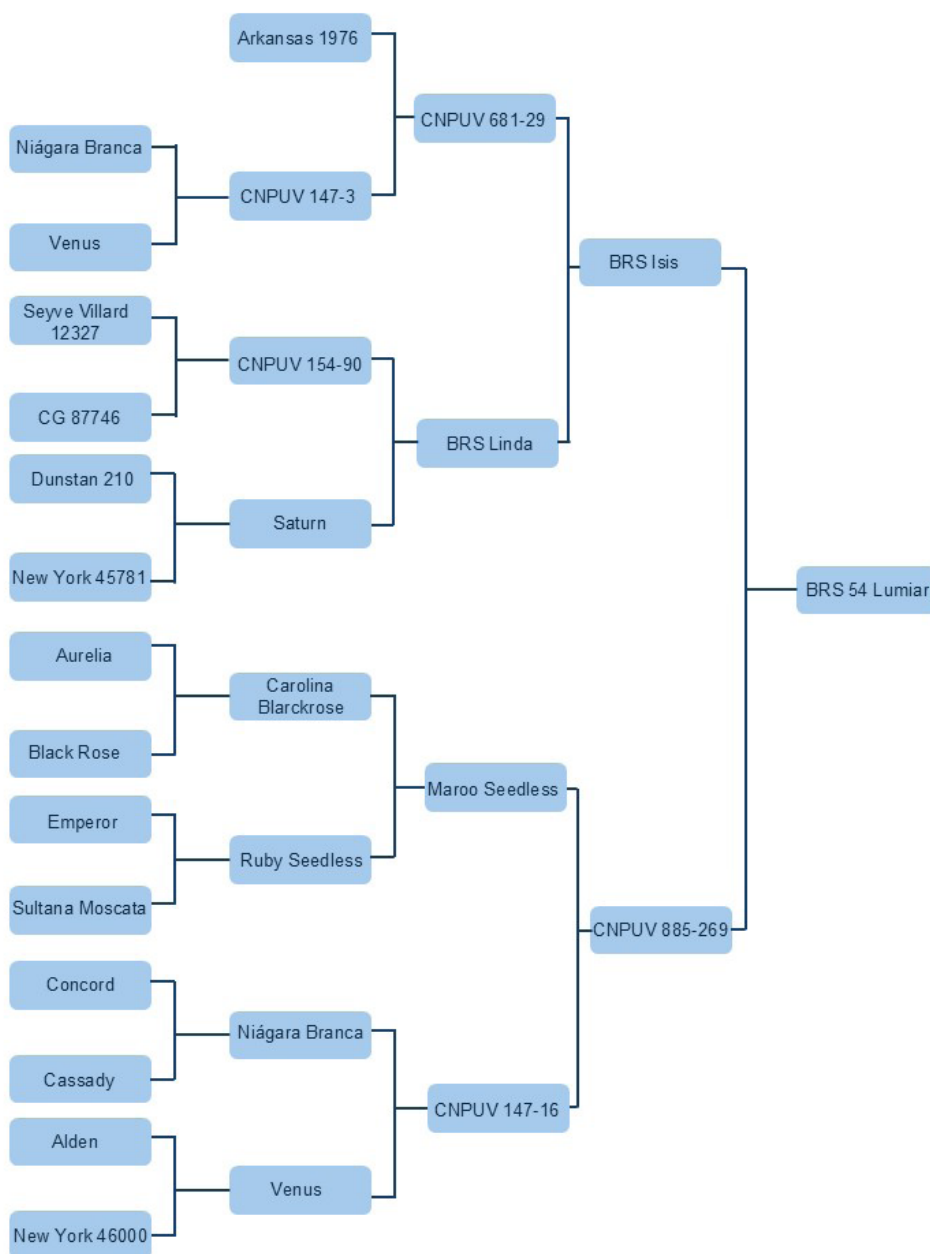 Arkansas 1976
CNPUV 681-29
Niágara Branca
CNPUV 147-3
Venus
BRS Isis
Seyve Villard
12327
CNPUV 154-90
CG 87746
BRS Linda
Dunstan 210
Saturn
New York 45781
BRS 54 Lumiar
Aurelia
Carolina
Blarckrose
Black Rose
Maroo Seedless
Emperor
Ruby Seedless
Sultana Moscata
CNPUV 885-269
Concord
Niágara Branca
Cassady
CNPUV 147-16
Alden
Venus
New York 46000